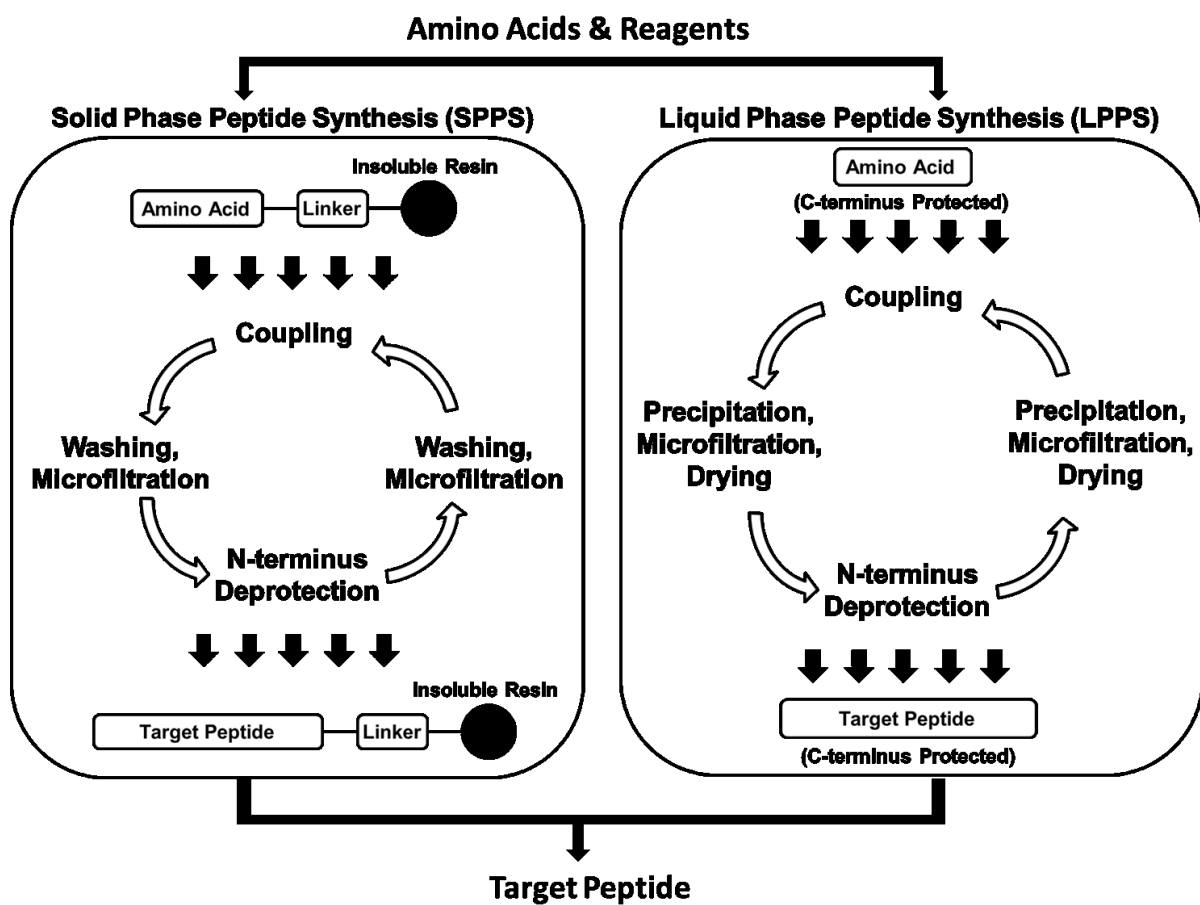 Amino Acids & Reagents
Solid Phase Peptide Synthesis (SPPS)
Insoluble Resin
Amino Acid
Linker
Coupling
Washing,
Microfiltration
Washing,
Microfiltration
N-terminus
Deprotection
Insoluble Resin
Target Peptide
Linker
Liquid Phase Peptide Synthesis (LPPS)
Amino Acid
(C-terminus Protected)
Coupling
Precipitation,
Microfiltration,
Drying
Precipitation,
Microfiltration,
Drying
N-terminus
Deprotection
Target Peptide
(C-terminus Protected)
Target Peptide